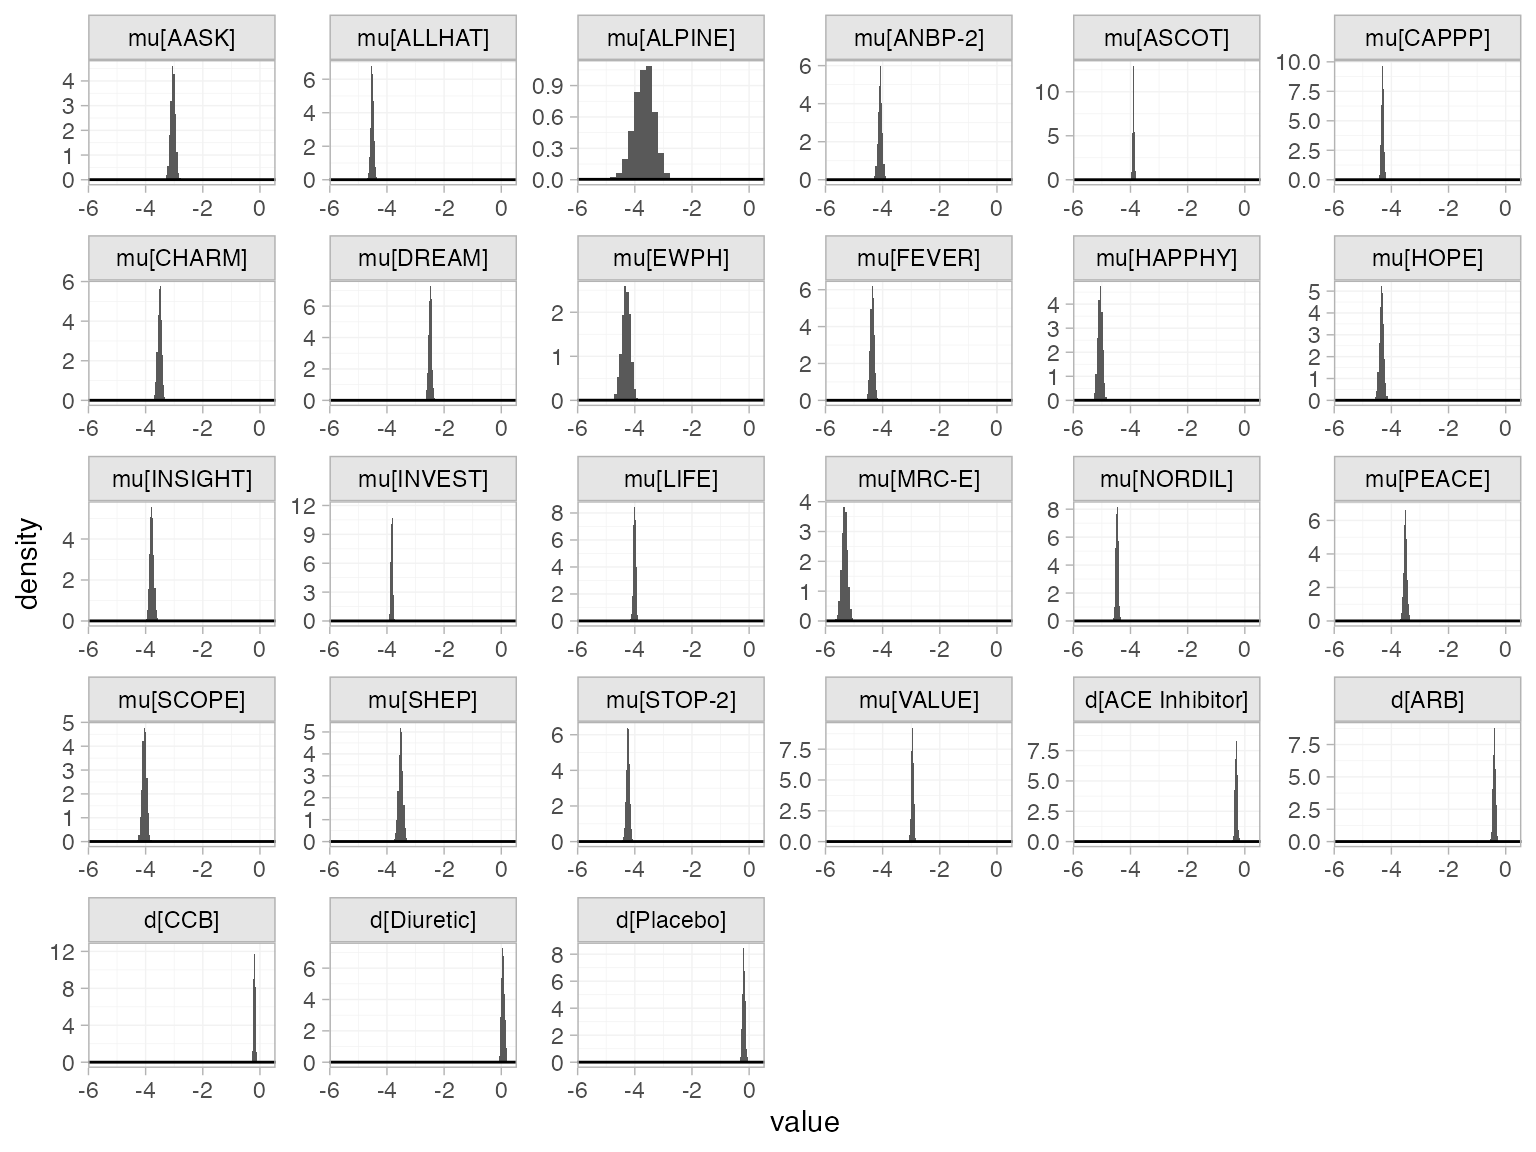 mu[AASK] mu[ALLHAT] mu[ALPINE] mu[ANBP-2] mu[ASCOT] mu[CAPPP]
4 3 2 1 0 6 4 2 0 0.9 0.6 0.3 0.0 6 4 2 0 10 5 0 10.0 7.5 5.0 2.5 0.0
-6 -4 -2 0 -6 -4 -2 0 -6 -4 -2 0 -6 -4 -2 0 -6 -4 -2 0 -6 -4 -2 0
mu[CHARM] mu[DREAM] mu[EWPH] mu[FEVER] mu[HAPPHY] mu[HOPE]
6 4 2 0 6 4 2 0 2 1 0 6 4 2 0 4 3 2 1 0 5 4 3 2 1 0
-6 -4 -2 0 -6 -4 -2 0 -6 -4 -2 0 -6 -4 -2 0 -6 -4 -2 0 -6 -4 -2 0
mu[INSIGHT] mu[INVEST] mu[LIFE] mu[MRC-E] mu[NORDIL] mu[PEACE]
4 2 0 12 9 6 3 0 8 6 4 2 0 4 3 2 1 0 8 6 4 2 0 6 4 2 0
-6 -4 -2 0 -6 -4 -2 0 -6 -4 -2 0 -6 -4 -2 0 -6 -4 -2 0 -6 -4 -2 0
density
mu[SCOPE] mu[SHEP] mu[STOP-2] mu[VALUE] d[ACE Inhibitor] d[ARB]
5 4 3 2 1 0 5 4 3 2 1 0 6 4 2 0 7.5 5.0 2.5 0.0 7.5 5.0 2.5 0.0 7.5 5.0 2.5 0.0
-6 -4 -2 0 -6 -4 -2 0 -6 -4 -2 0 -6 -4 -2 0 -6 -4 -2 0 -6 -4 -2 0
d[CCB] d[Diuretic] d[Placebo]
12 8 4 0 6 4 2 0 8 6 4 2 0
-6 -4 -2 0 -6 -4 -2 0 -6 -4 -2 0
value